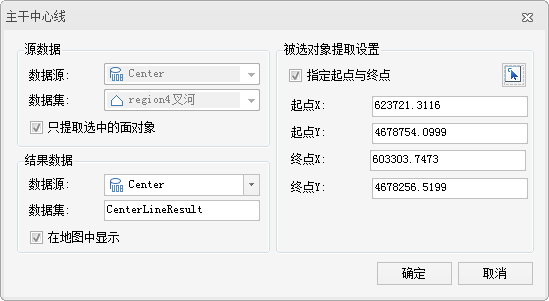 主干中心线
源数据
数据源: Center
数据集: region4叉河
只提取选中的面对象
结果数据
数据源: Center
数据集: CenterLineResult
在地图中显示
被选对象提取设置
指定起点与终点
起点X: 623721.3116
起点Y: 4678754.0999
终点X: 603303.7473
终点Y: 4678256.5199
确定 取消